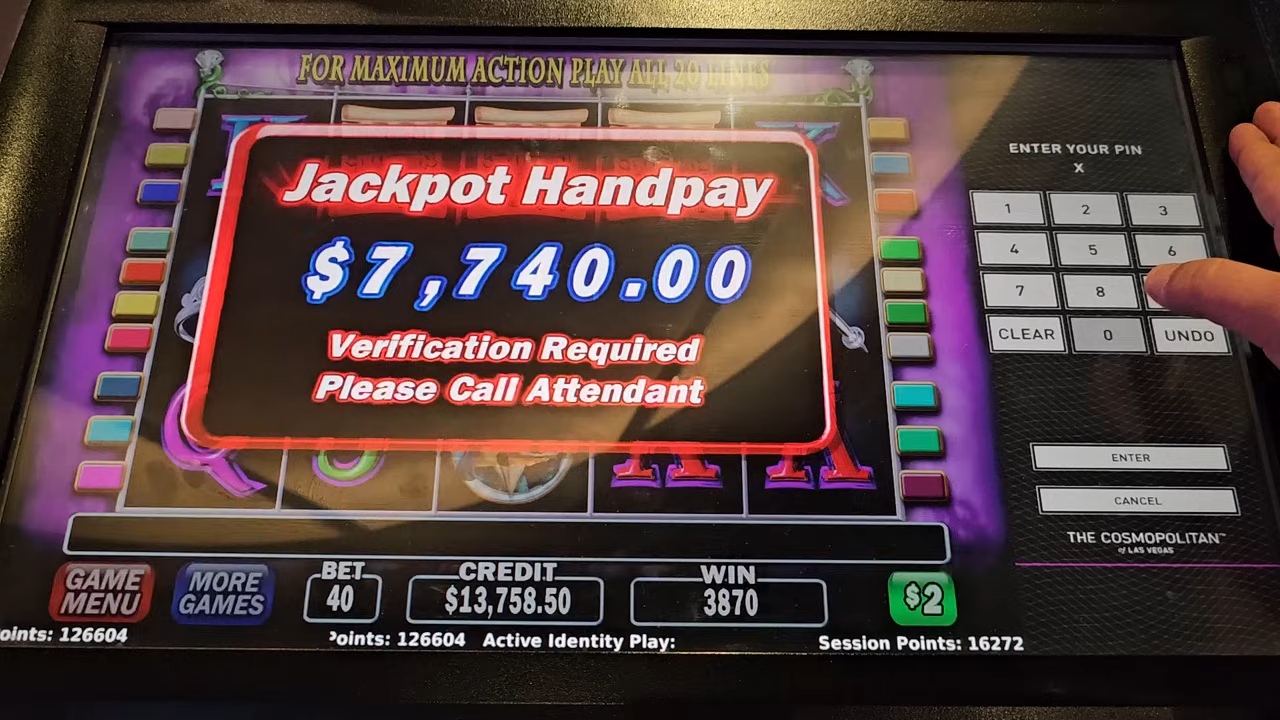 FOR MAXIMUM ACTION PLAY ALL 20 LINES
Jackpot Handpay
$7,740.00
Verification Required
Please Call Attendant
ENTER YOUR PIN
X
1 2 3
4 5 6
7 8
CLEAR 0 UNDO
ENTER
CANCEL
THE COSMOPOLITAN™
of LAS VEGAS
K
K
Q
J
A
A
GAME MENU
MORE GAMES
BET
40
CREDIT
$13,758.50
WIN
3870
$2
oints: 126604
oints: 126604 Active Identity Play:
Session Points: 16272